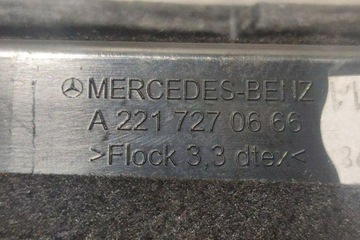 MERCEDES-BENZ
A 221 727 06 66
>Flock 3,3 dtex<